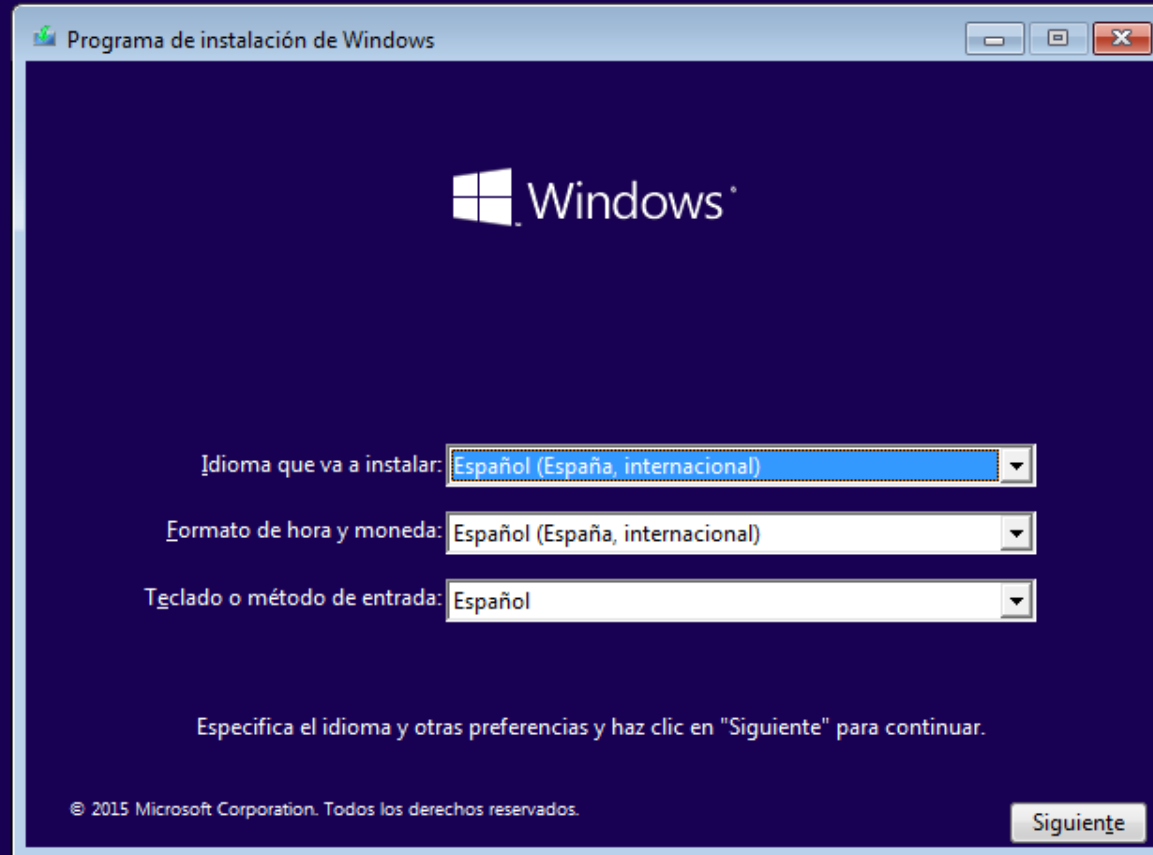 Programa de instalación de Windows
Windows
Idioma que va a instalar: Español (España, internacional)
Formato de hora y moneda: Español (España, internacional)
Teclado o método de entrada: Español
Especifica el idioma y otras preferencias y haz clic en "Siguiente" para continuar.
© 2015 Microsoft Corporation. Todos los derechos reservados.
Siguiente